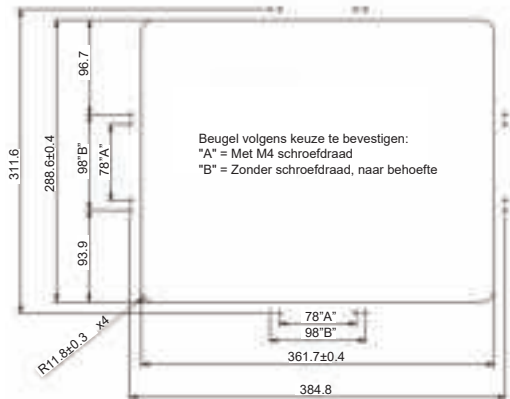 311.6
288.6±0.4
96.7
98"B"
78"A"
93.9
Beugel volgens keuze te bevestigen:
"A" = Met M4 schroefdraad
"B" = Zonder schroefdraad, naar behoefte
R11.8±0.3 x4
78"A"
98"B"
361.7±0.4
384.8